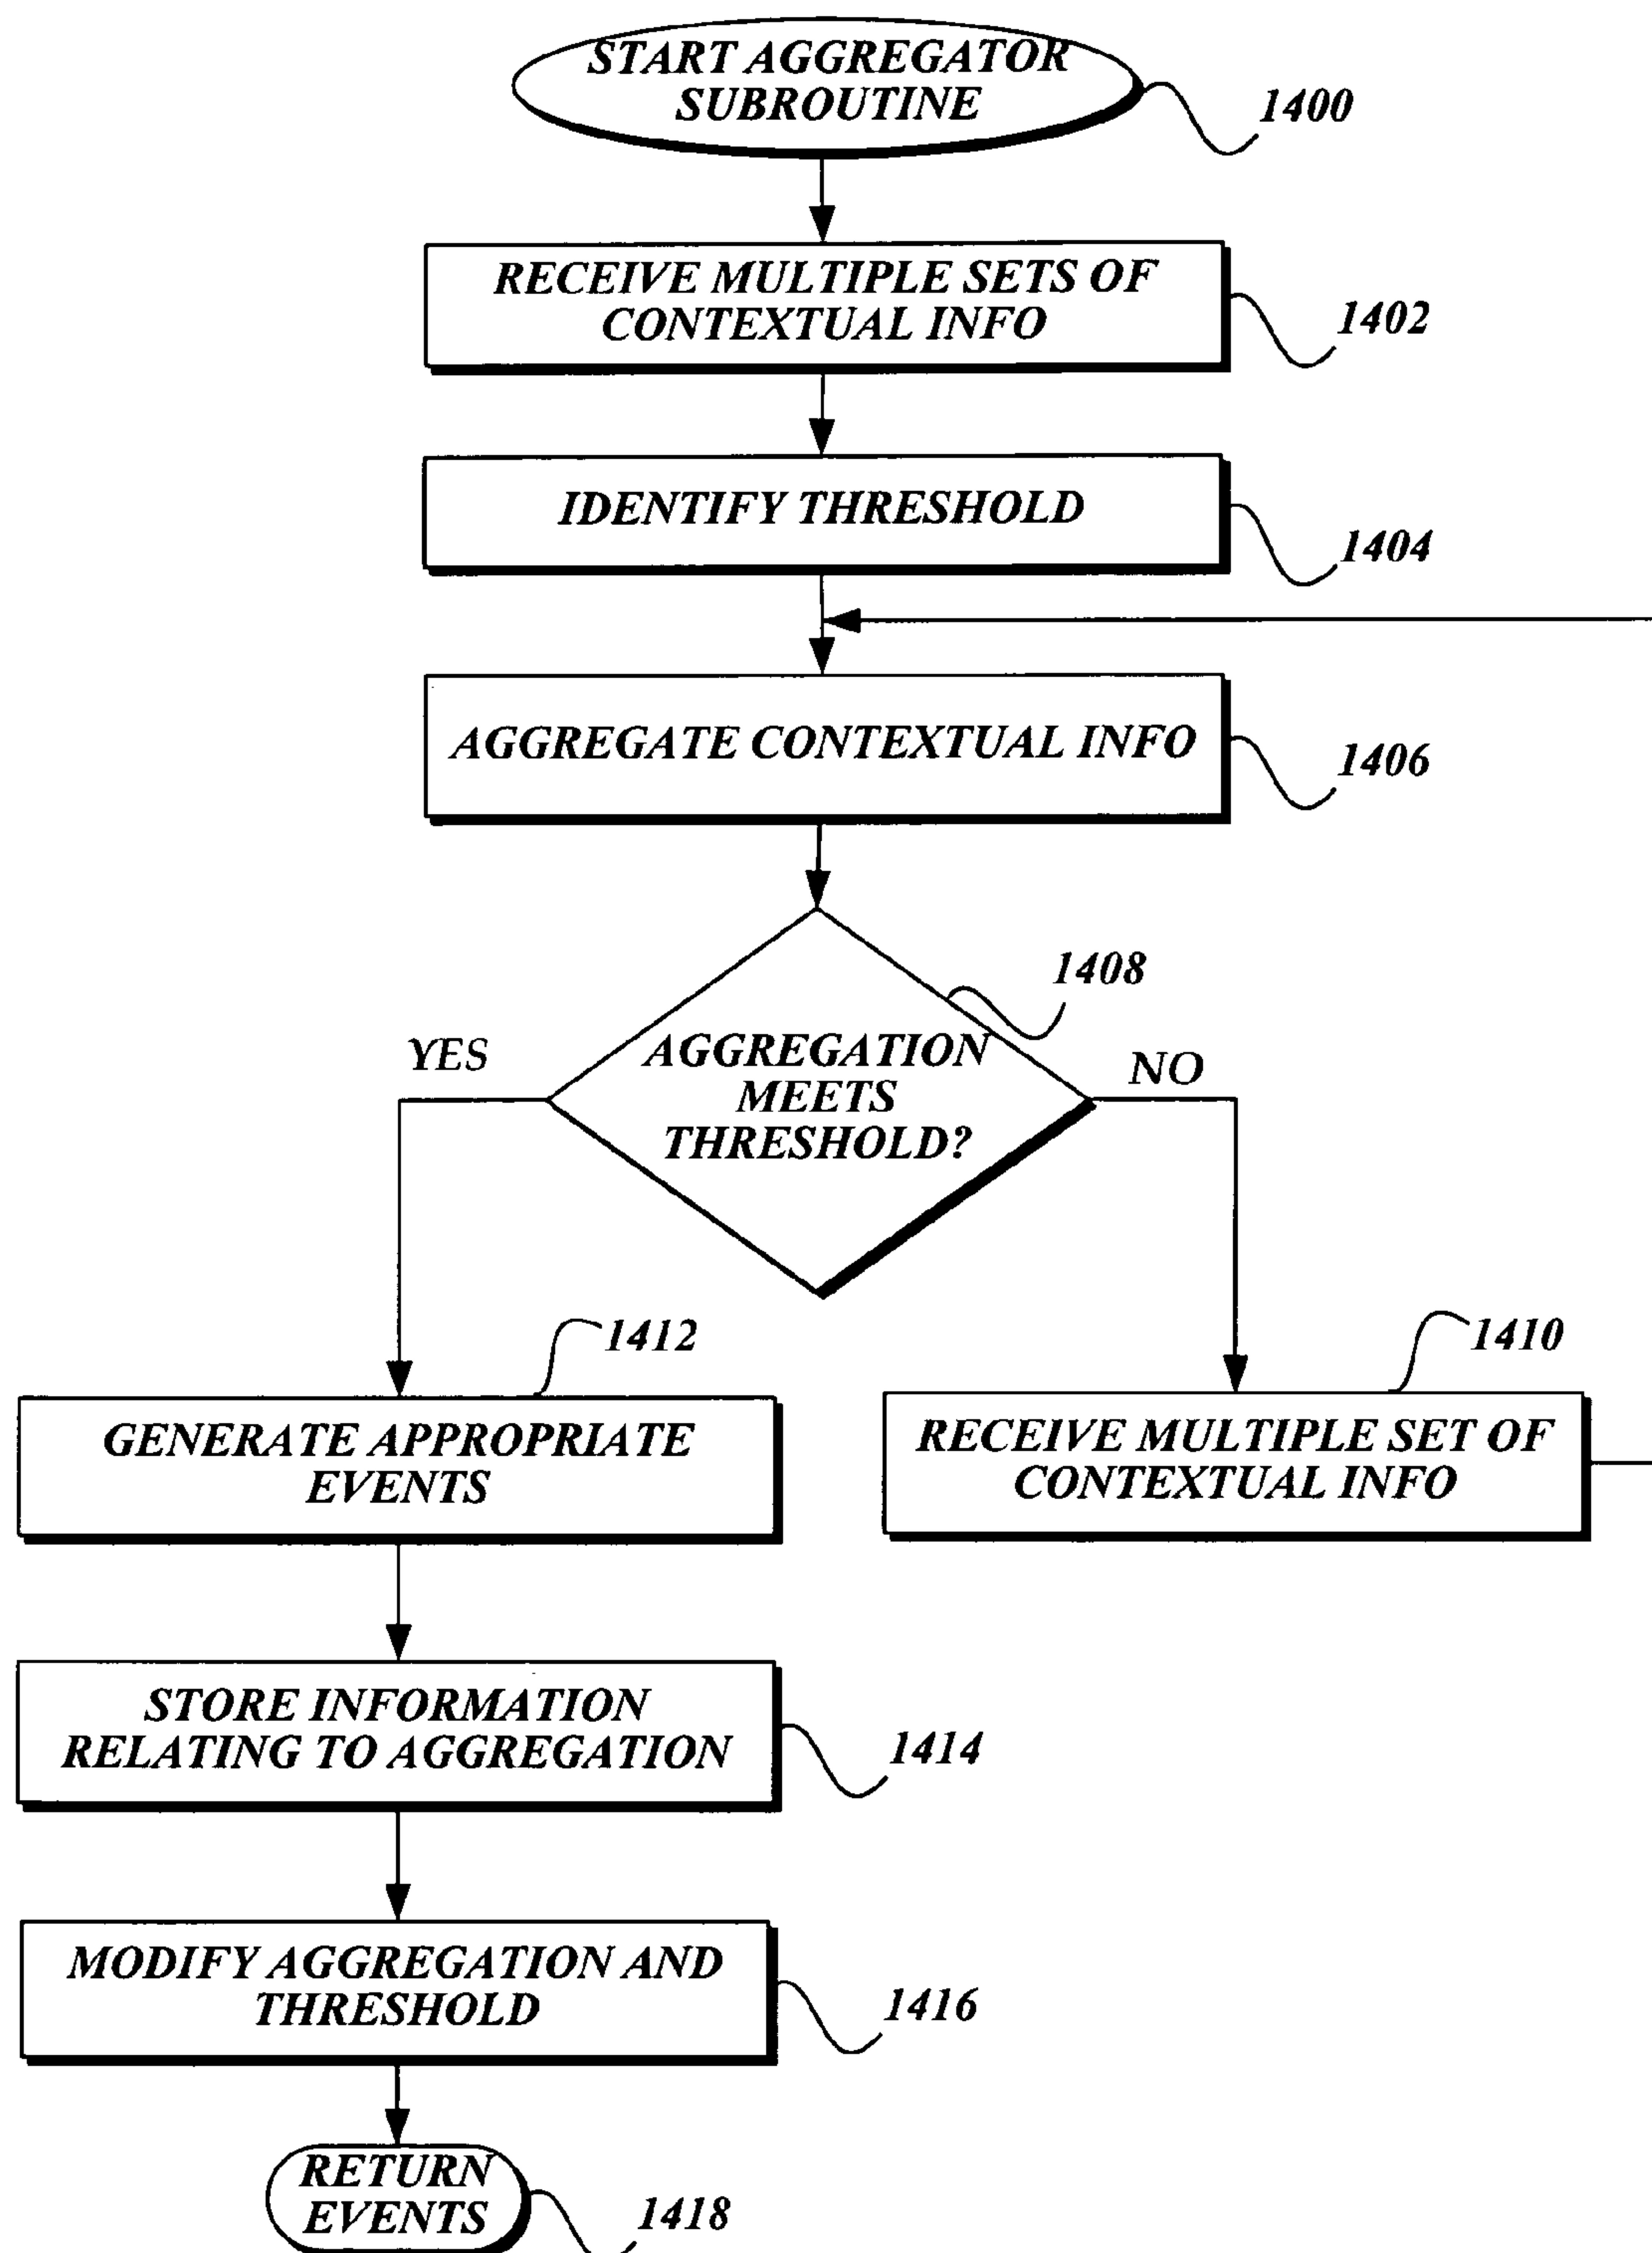 START AGGREGATOR
SUBROUTINE
1400
RECEIVE MULTIPLE SETS OF
CONTEXTUAL INFO
1402
IDENTIFY THRESHOLD
1404
AGGREGATE CONTEXTUAL INFO
1406
1408
AGGREGATION
MEETS
THRESHOLD?
YES
NO
1412
GENERATE APPROPRIATE
EVENTS
1410
RECEIVE MULTIPLE SET OF
CONTEXTUAL INFO
STORE INFORMATION
RELATING TO AGGREGATION
1414
MODIFY AGGREGATION AND
THRESHOLD
1416
RETURN
EVENTS
1418